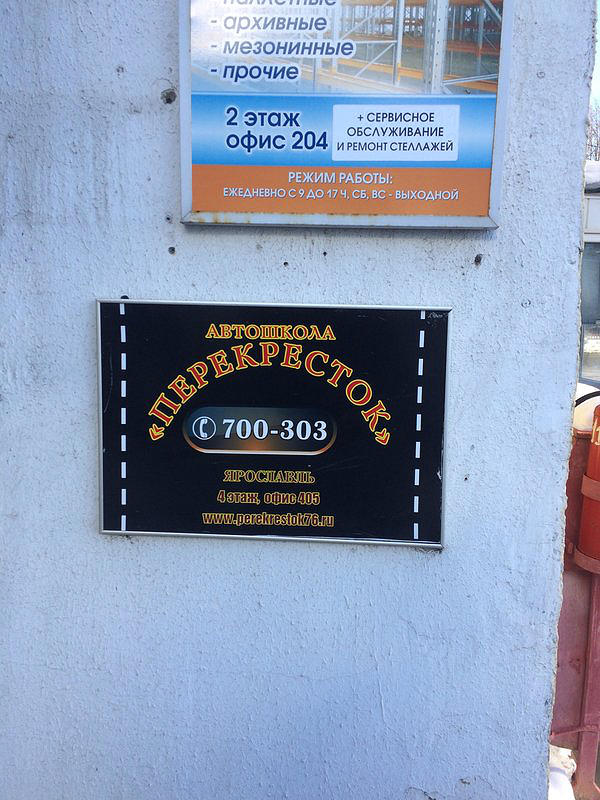 паллетные
- архивные
- мезонинные
- прочие
2 этаж
офис 204
+ СЕРВИСНОЕ
ОБСЛУЖИВАНИЕ
И РЕМОНТ СТЕЛЛАЖЕЙ
РЕЖИМ РАБОТЫ:
ЕЖЕДНЕВНО С 9 ДО 17 Ч, СБ, ВС - ВЫХОДНОЙ
АВТОШКОЛА
«ПЕРЕКРЕСТОК»
700-303
ЯРОСЛАВЛЬ
4 этаж, офис 405
www.perekrestok76.ru